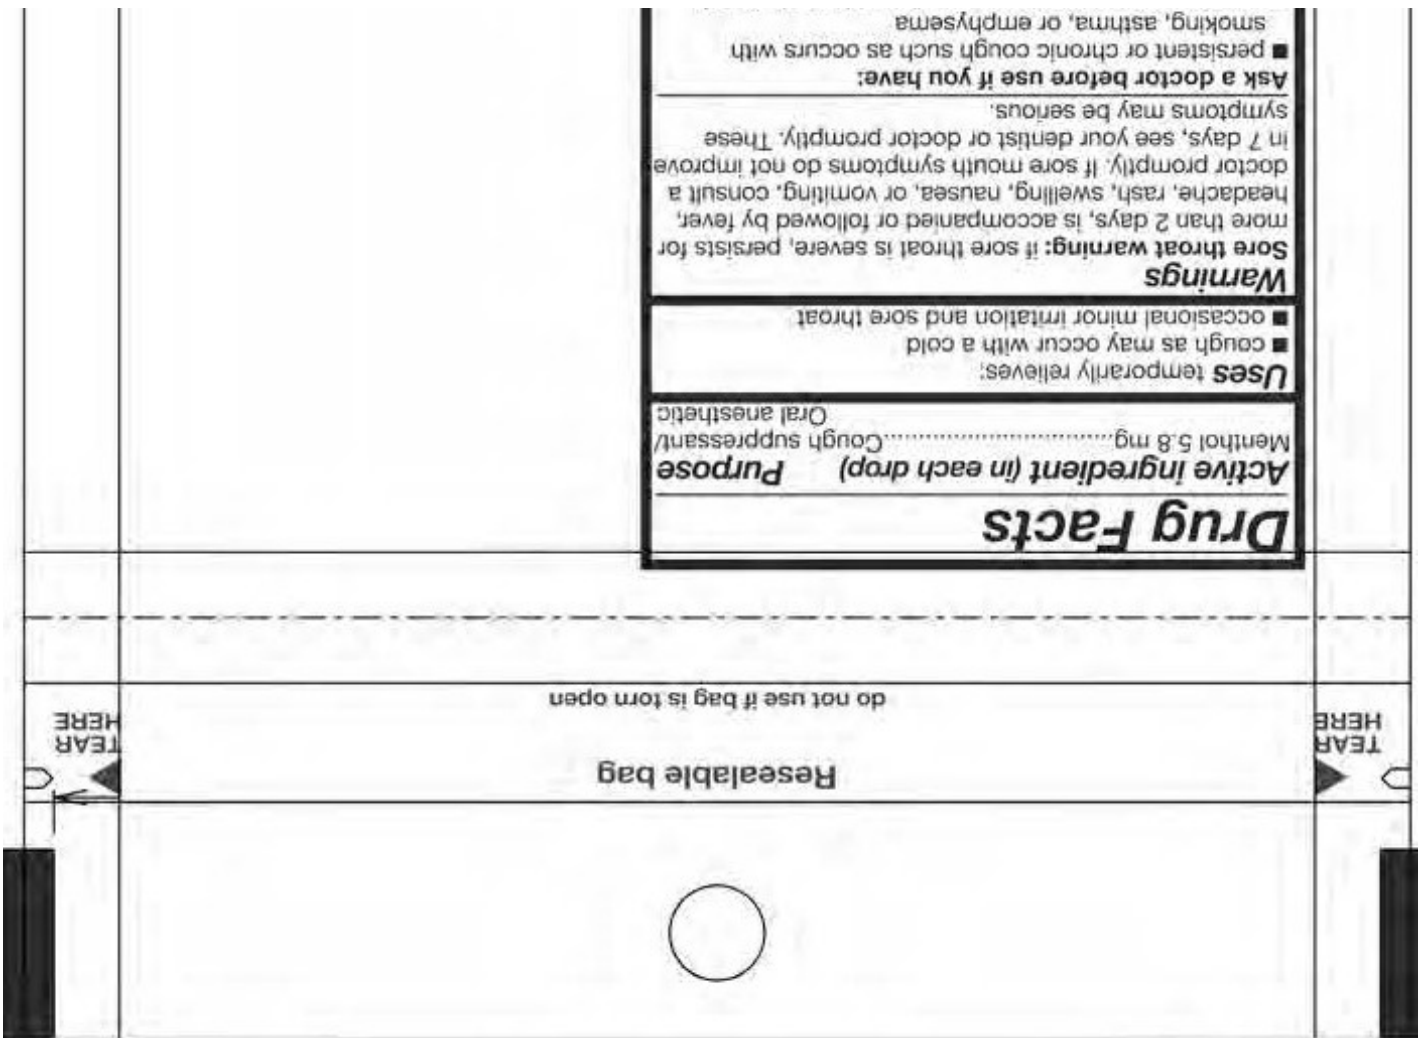 Resealable bag
TEAR
HERE
TEAR
HERE
do not use if bag is torn open
Drug Facts
Active ingredient (in each drop) Purpose
Menthol 5.8 mg................................Cough suppressant/
Oral anesthetic
Uses temporarily relieves:
■ cough as may occur with a cold
■ occasional minor irritation and sore throat
Warnings
Sore throat warning: if sore throat is severe, persists for
more than 2 days, is accompanied or followed by fever,
headache, rash, swelling, nausea, or vomiting, consult a
doctor promptly. If sore mouth symptoms do not improve
in 7 days, see your dentist or doctor promptly. These
symptoms may be serious.
Ask a doctor before use if you have:
■ persistent or chronic cough such as occurs with
smoking, asthma, or emphysema